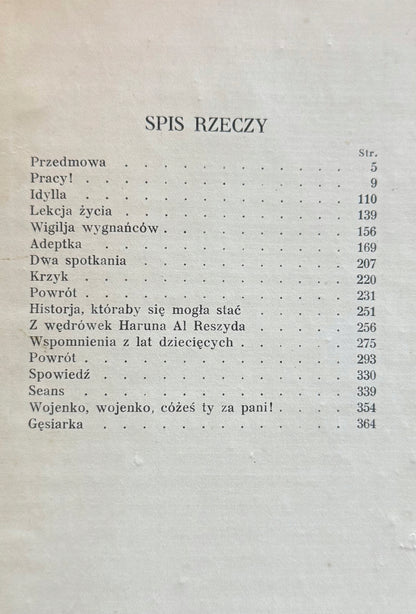 SPIS RZECZY
Str.
Przedmowa . . . . . . . . . . . . 5
Pracy! . . . . . . . . . . . . . . 9
Idylla . . . . . . . . . . . . . . 110
Lekcja życia . . . . . . . . . . . 139
Wigilja wygnańców . . . . . . . . . 156
Adeptka . . . . . . . . . . . . . 169
Dwa spotkania . . . . . . . . . . . 207
Krzyk . . . . . . . . . . . . . . 220
Powrót . . . . . . . . . . . . . . 231
Historja, któraby się mogła stać . . . . . 251
Z wędrówek Haruna Al Reszyda . . . . . 256
Wspomnienia z lat dziecięcych . . . . . . 275
Powrót . . . . . . . . . . . . . . 293
Spowiedź . . . . . . . . . . . . . 330
Seans . . . . . . . . . . . . . . 339
Wojenko, wojenko, cóżeś ty za pani! . . . . 354
Gęsiarka . . . . . . . . . . . . . 364